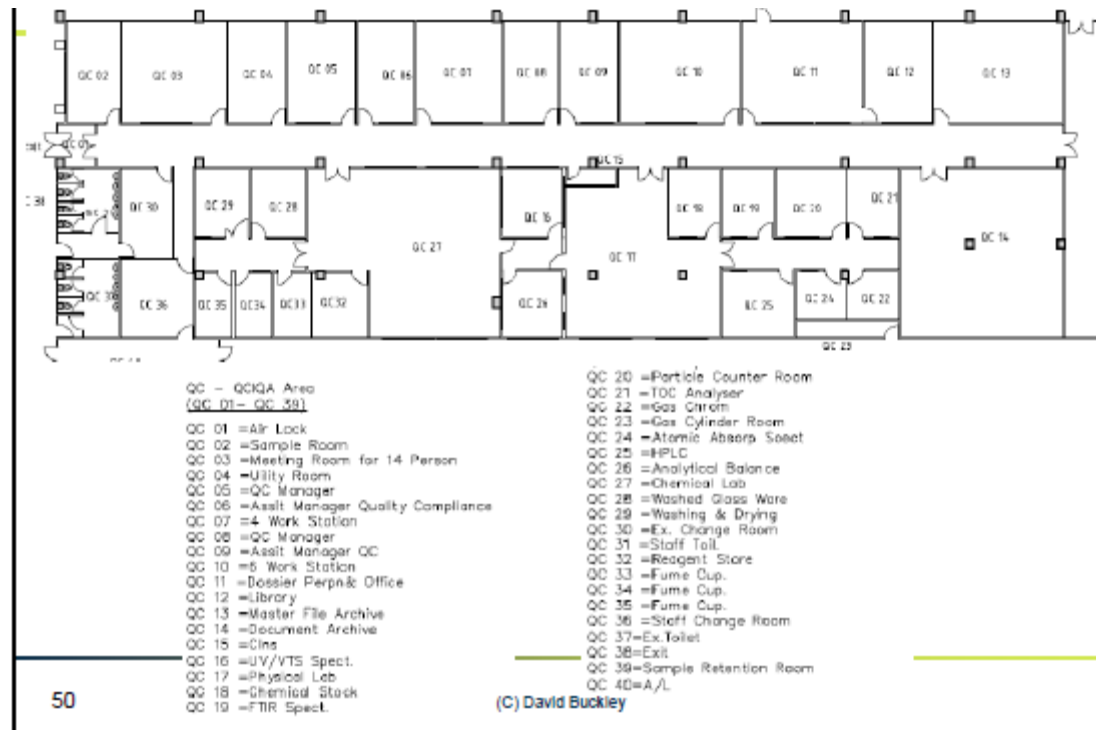 QC 02
QC 03
QC 04
QC 05
QC 06
QC 07
QC 08
QC 09
QC 10
QC 11
QC 12
QC 13
QC 15
QC 30
QC 29
QC 28
QC 27
QC 16
QC 17
QC 18
QC 19
QC 20
QC 21
QC 14
QC 36
QC 35
QC 34
QC33
QC32
QC 26
QC 25
QC 24
QC 22
QC 23
QC - QCIQA Area
(QC 01- QC 39)
QC 01 =Air Lock
QC 02 =Sample Room
QC 03 =Meeting Room for 14 Person
QC 04 =Uility Room
QC 05 =QC Manager
QC 06 =Assit Manager Quality Compliance
QC 07 =4 Work Station
QC 08 =QC Manager
QC 09 =Assit Manager QC
QC 10 =6 Work Station
QC 11 =Dossier Perpn& Office
QC 12 =Library
QC 13 =Master File Archive
QC 14 =Document Archive
QC 15 =Clns
QC 16 =UV/VTS Spect.
QC 17 =Physical Lab
QC 18 =Chemical Stock
QC 19 =FTIR Spect.
QC 20 =Particle Counter Room
QC 21 =TOC Analyser
QC 22 =Gas Chrom
QC 23 =Gas Cylinder Room
QC 24 =Atomic Absorp Soect
QC 25 =HPLC
QC 26 =Analytical Balance
QC 27 =Chemical Lab
QC 28 =Washed Glass Ware
QC 29 =Washing & Drying
QC 30 =Ex. Change Room
QC 31 =Staff Toil.
QC 32 =Reagent Store
QC 33 =Fume Cup.
QC 34 =Fume Cup.
QC 35 =Fume Cup.
QC 36 =Staff Change Room
QC 37=Ex.Toilet
QC 38=Exit
QC 39=Sample Retention Room
QC 40=A/L
50
(C) David Buckley